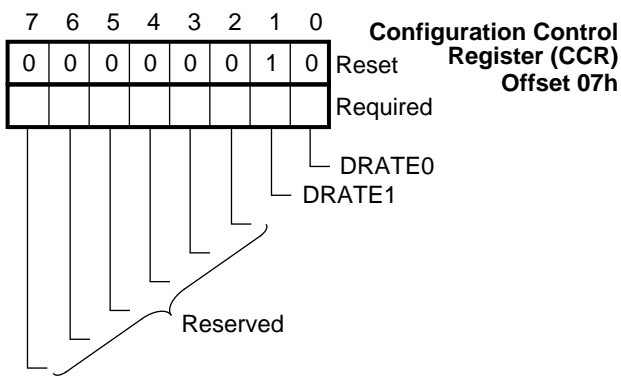 7 6 5 4 3 2 1 0
Configuration Control
Register (CCR)
Offset 07h
0 0 0 0 0 0 1 0 Reset
Required
DRATE0
DRATE1
Reserved